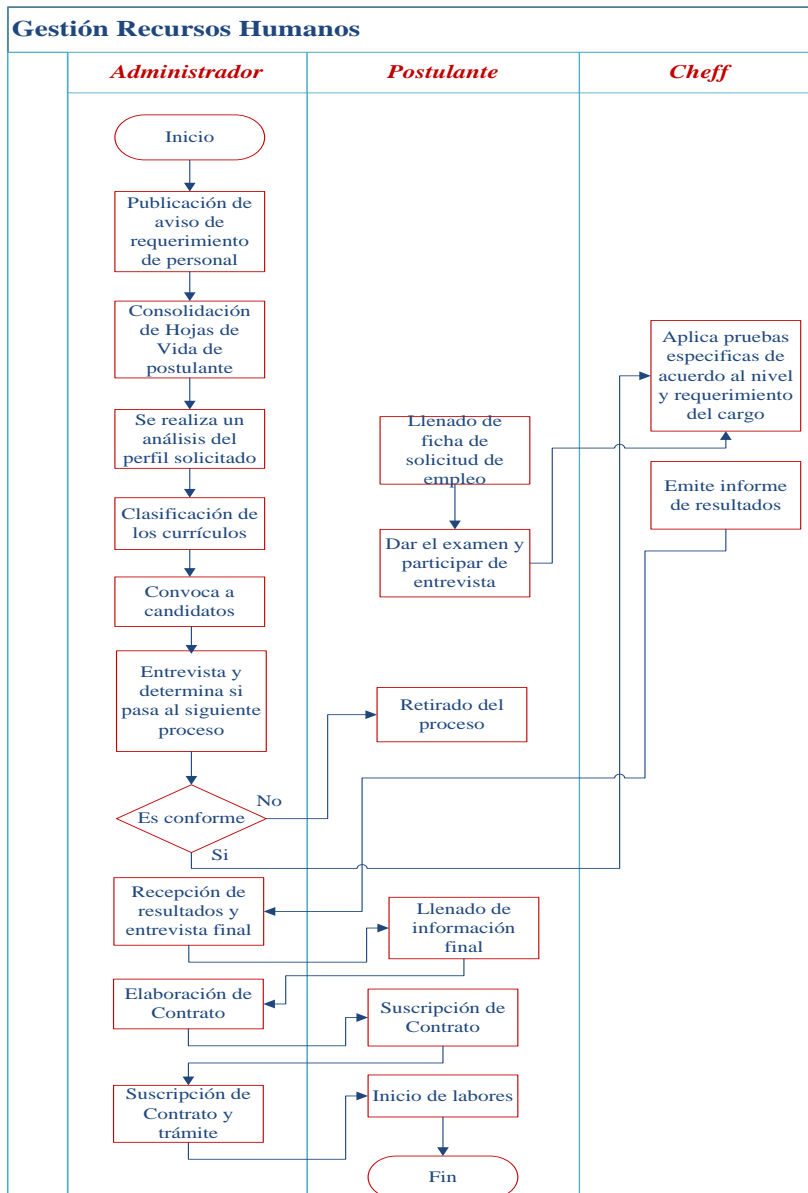 Gestión Recursos Humanos
Administrador
Postulante
Cheff
Inicio
Publicación de
aviso de
requerimiento
de personal
Consolidación
de Hojas de
Vida de
postulante
Se realiza un
análisis del
perfil solicitado
Clasificación de
los currículos
Convoca a
candidatos
Entrevista y
determina si
pasa al siguiente
proceso
Es conforme
No
Si
Recepción de
resultados y
entrevista final
Elaboración de
Contrato
Suscripción de
Contrato y
trámite
Llenado de
ficha de
solicitud de
empleo
Dar el examen y
participar de
entrevista
Retirado del
proceso
Llenado de
información
final
Suscripción de
Contrato
Inicio de labores
Fin
Aplica pruebas
especificas de
acuerdo al nivel
y requerimiento
del cargo
Emite informe
de resultados